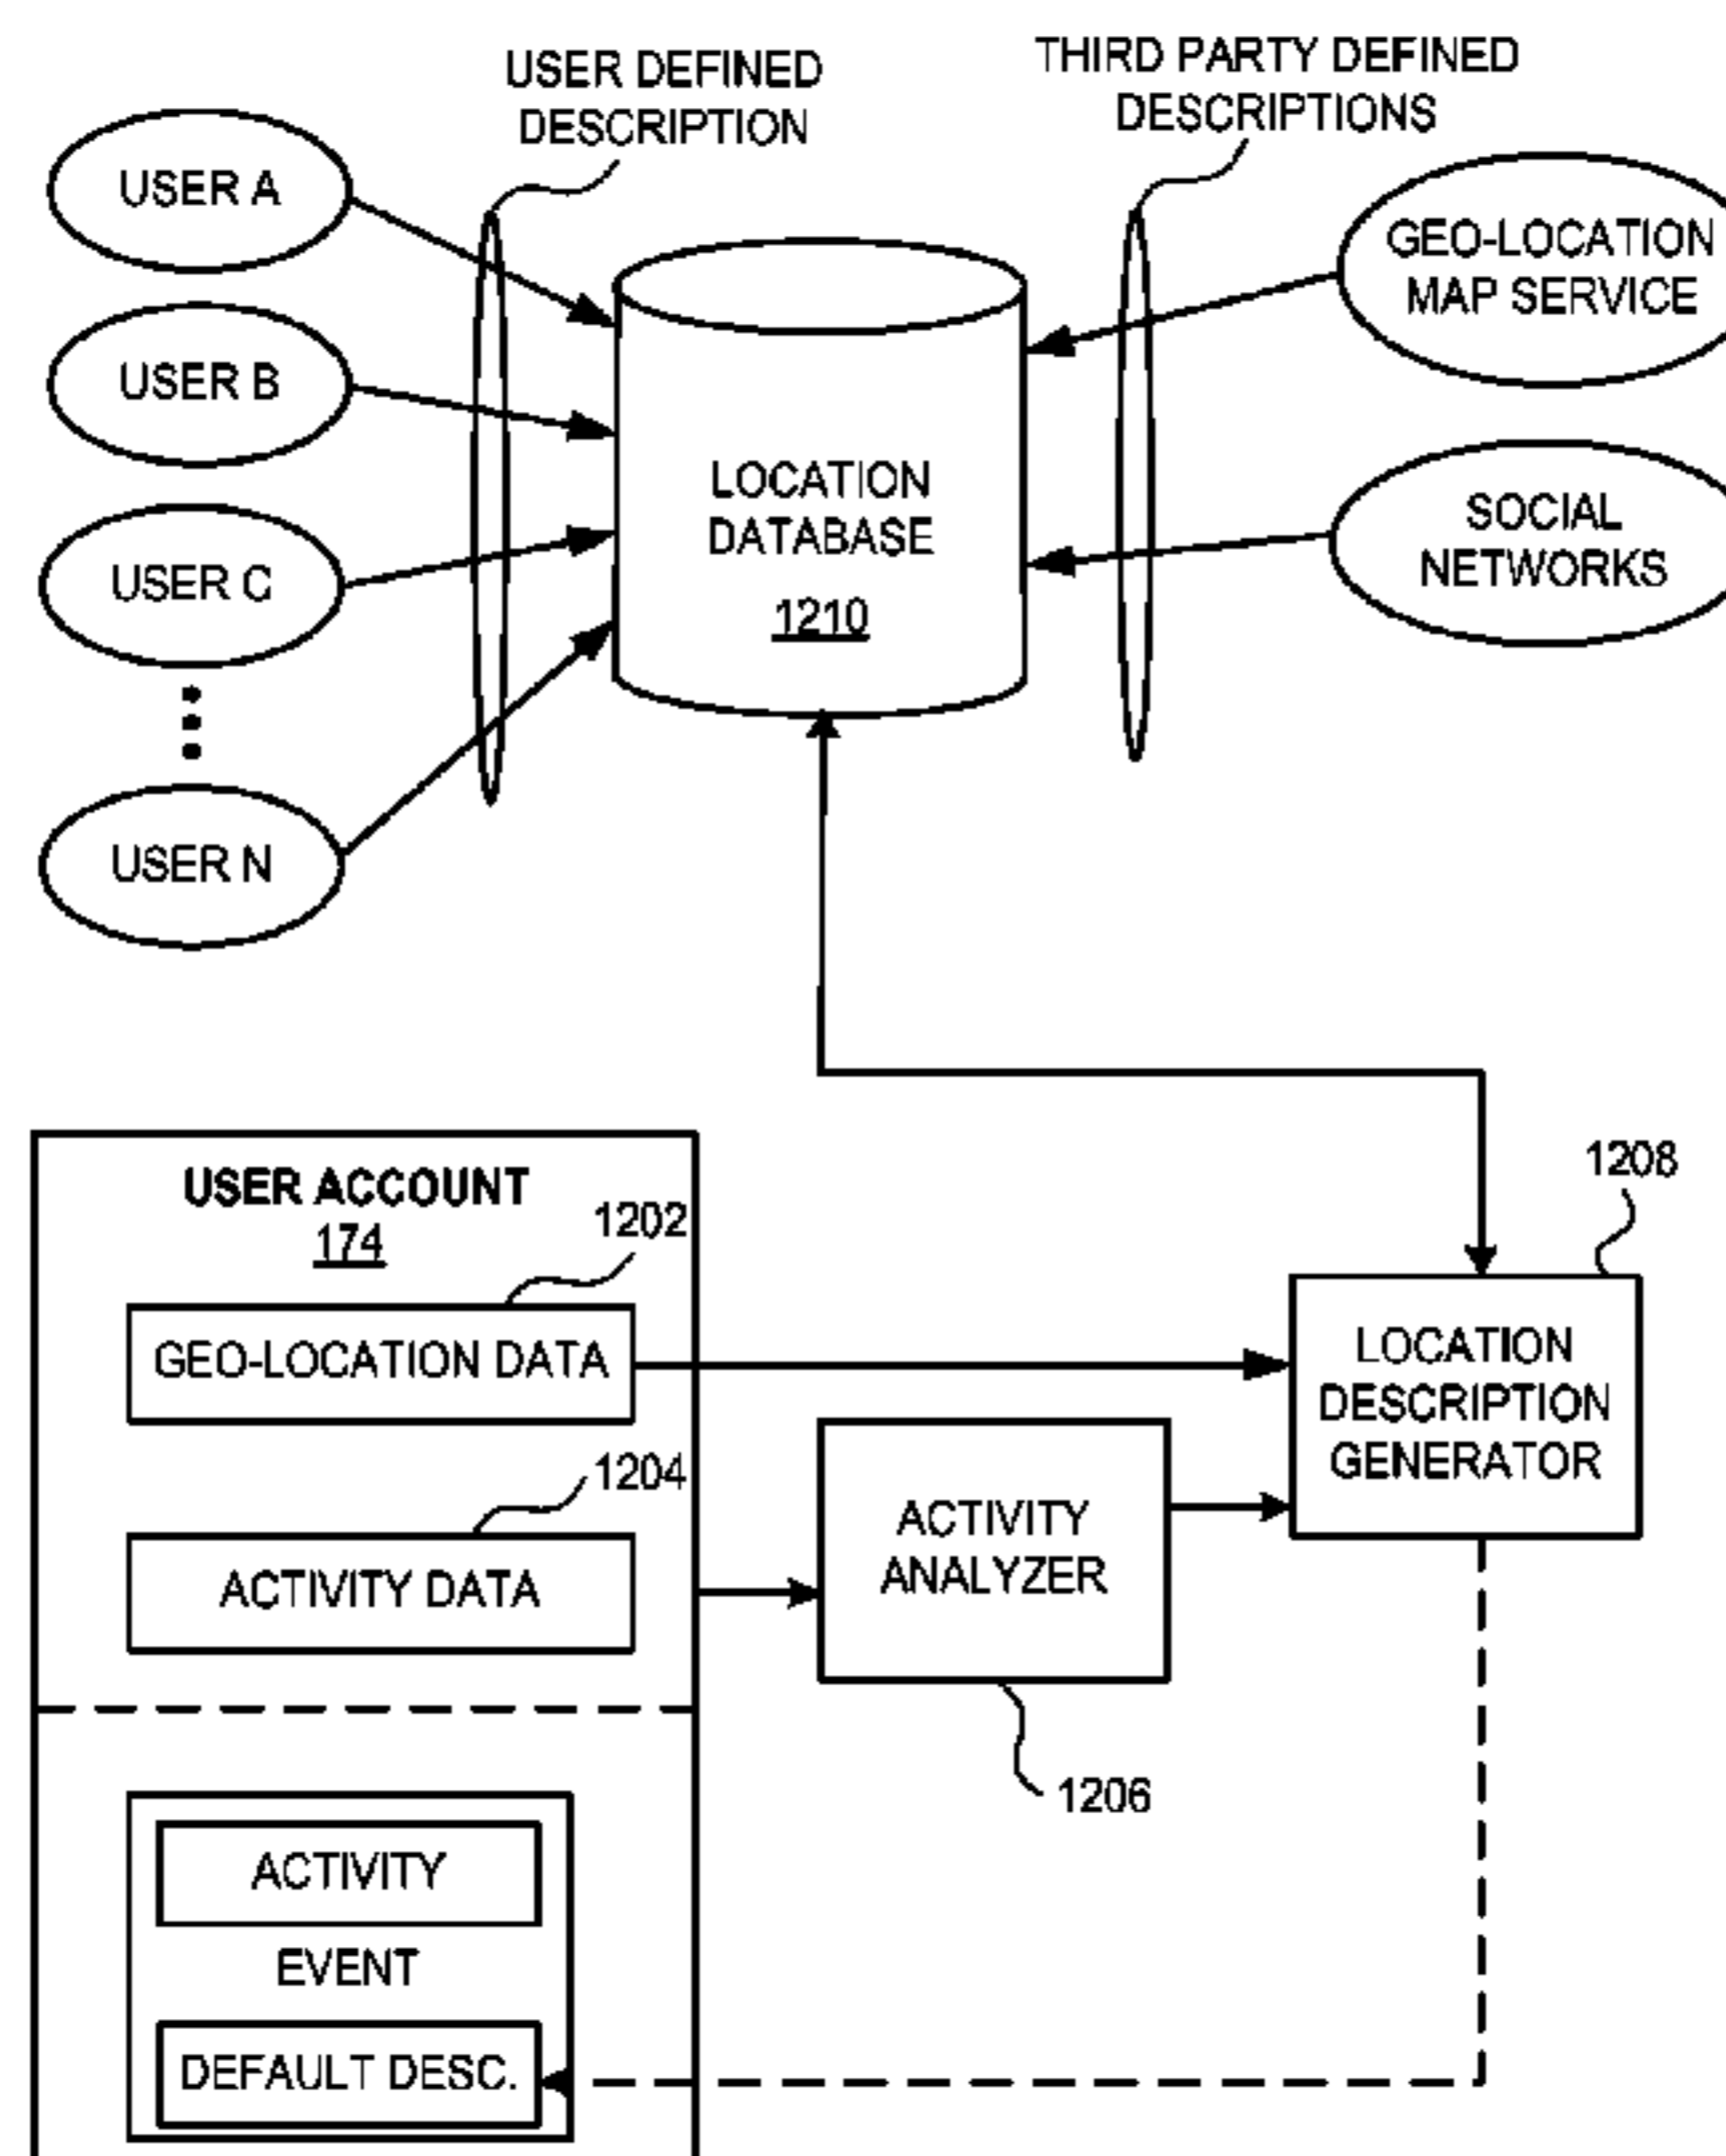 USER DEFINED
DESCRIPTION
THIRD PARTY DEFINED
DESCRIPTIONS
USER A
USER B
USER C
USER N
LOCATION
DATABASE
1210
GEO-LOCATION
MAP SERVICE
SOCIAL
NETWORKS
USER ACCOUNT
174
1202
GEO-LOCATION DATA
1204
ACTIVITY DATA
ACTIVITY
ANALYZER
1206
1208
LOCATION
DESCRIPTION
GENERATOR
ACTIVITY
EVENT
DEFAULT DESC.